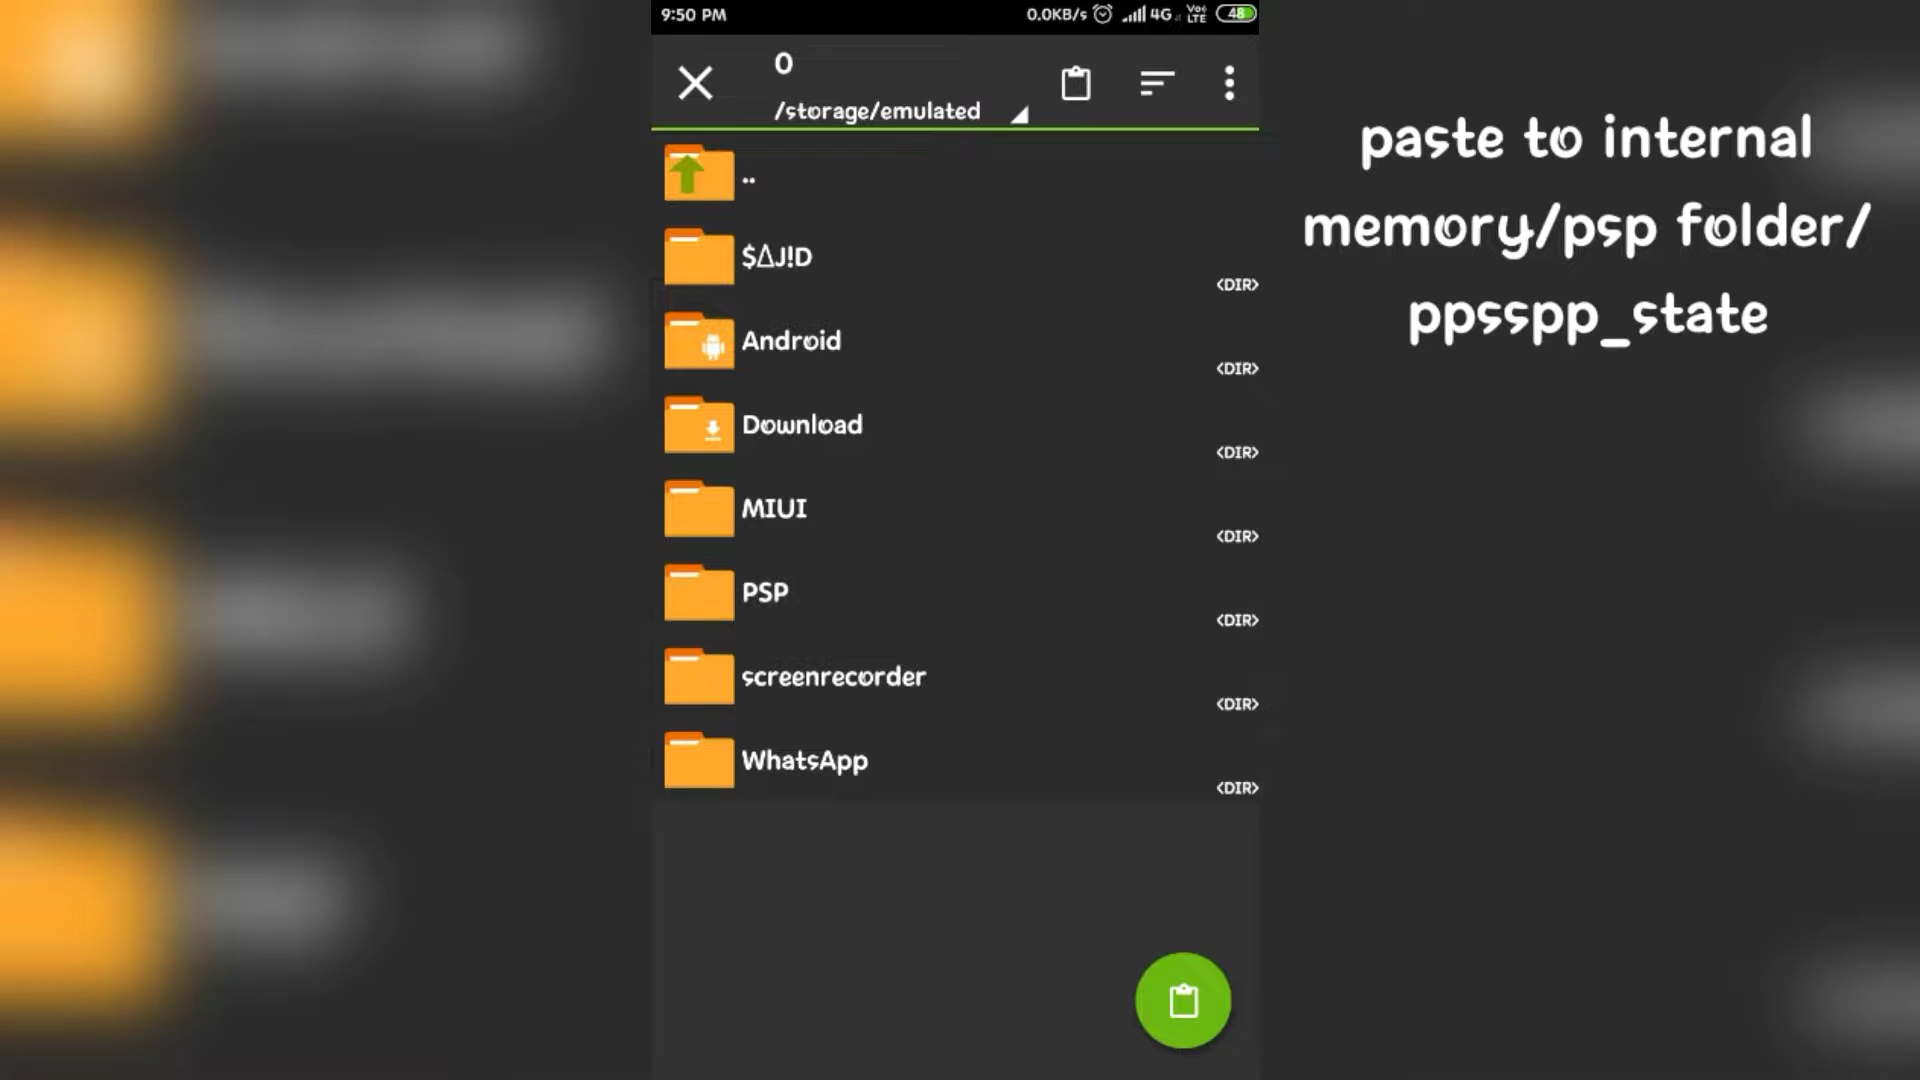 9:50 PM
0.0KB/s 4G Vo LTE 48
0
/storage/emulated
..
$∆J!D
<DIR>
Android
<DIR>
Download
<DIR>
MIUI
<DIR>
PSP
<DIR>
screenrecorder
<DIR>
WhatsApp
<DIR>
paste to internal
memory/psp folder/
ppsspp_state